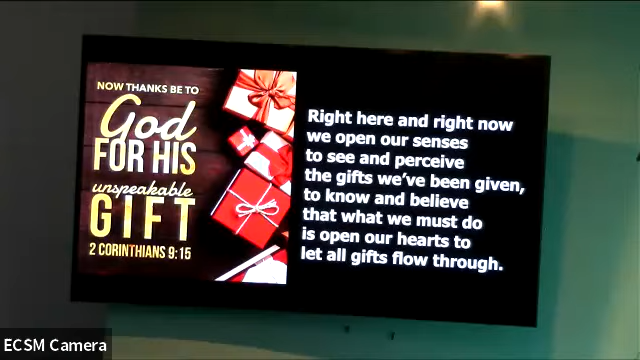 NOW THANKS BE TO
God
FOR HIS
unspeakable
GIFT
2 CORINTHIANS 9:15
Right here and right now
we open our senses
to see and perceive
the gifts we've been given,
to know and believe
that what we must do
is open our hearts to
let all gifts flow through.
ECSM Camera